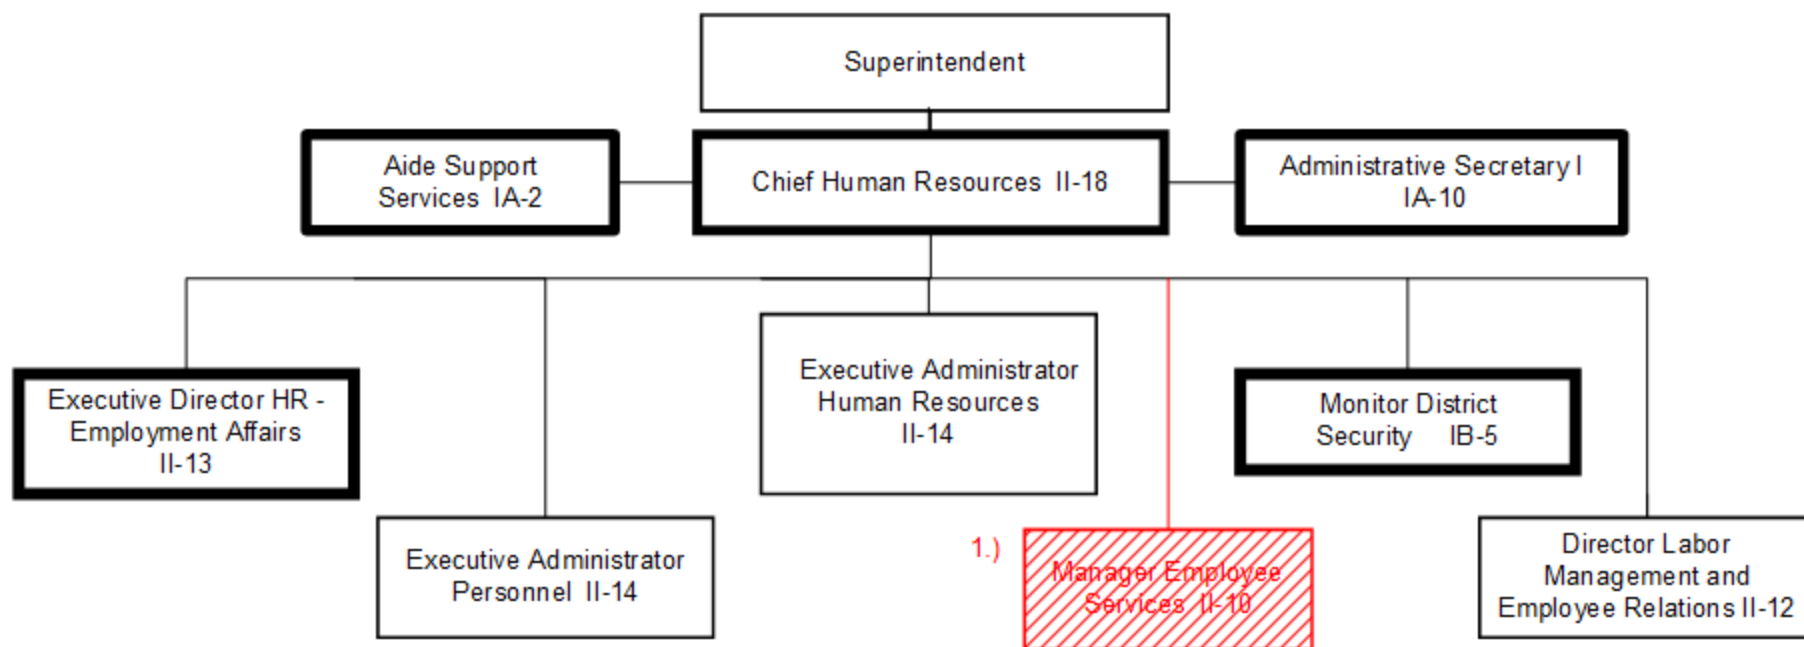 Superintendent
Aide Support
Services IA-2
Chief Human Resources II-18
Administrative Secretary I
IA-10
Executive Director HR -
Employment Affairs
II-13
Executive Administrator
Human Resources
II-14
Monitor District
Security IB-5
Executive Administrator
Personnel II-14
1.)
Manager Employee
Services II-10
Director Labor
Management and
Employee Relations II-12